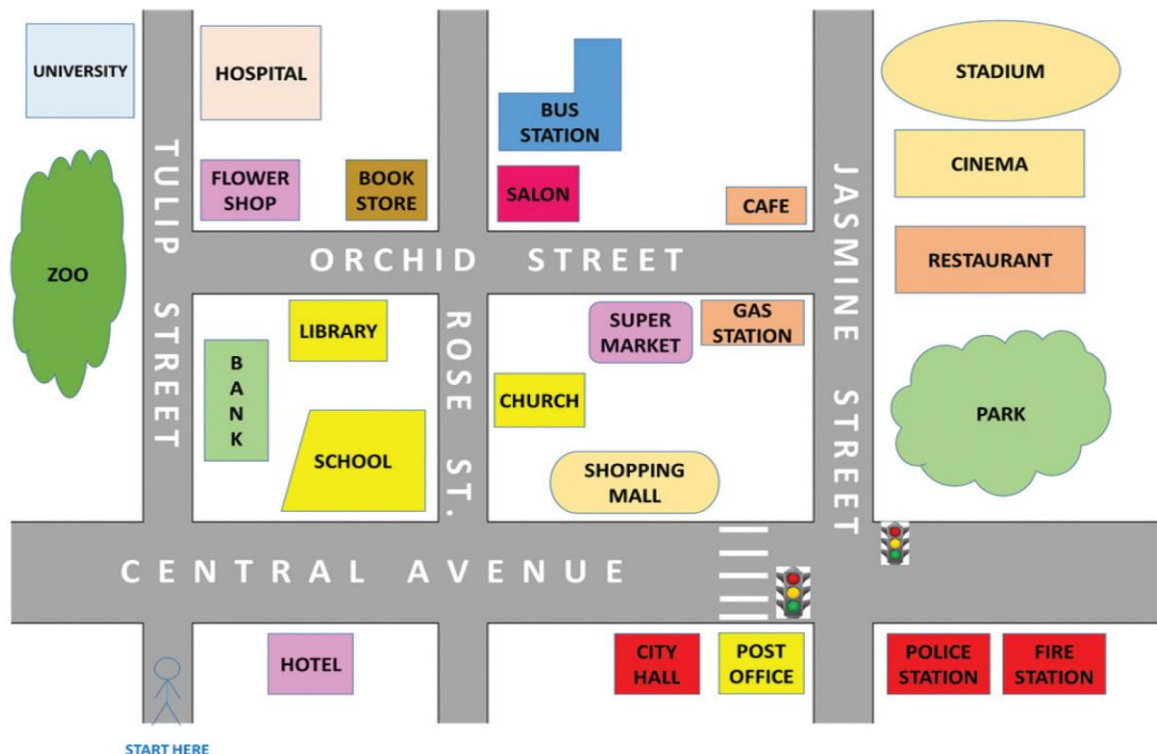 UNIVERSITY
HOSPITAL
BUS
STATION
STADIUM
CINEMA
TULIP STREET
FLOWER
SHOP
BOOK
STORE
SALON
CAFE
JASMINE STREET
ZOO
ORCHID STREET
RESTAURANT
LIBRARY
ROSE ST.
SUPER
MARKET
GAS
STATION
BANK
CHURCH
PARK
SCHOOL
SHOPPING
MALL
CENTRAL AVENUE
HOTEL
CITY
HALL
POST
OFFICE
POLICE
STATION
FIRE
STATION
START HERE